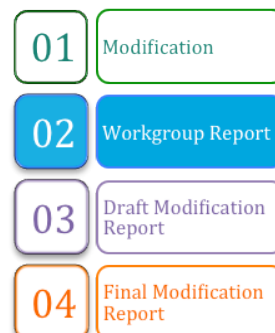 01
Modification
02
Workgroup Report
03
Draft Modification
Report
04
Final Modification
Report